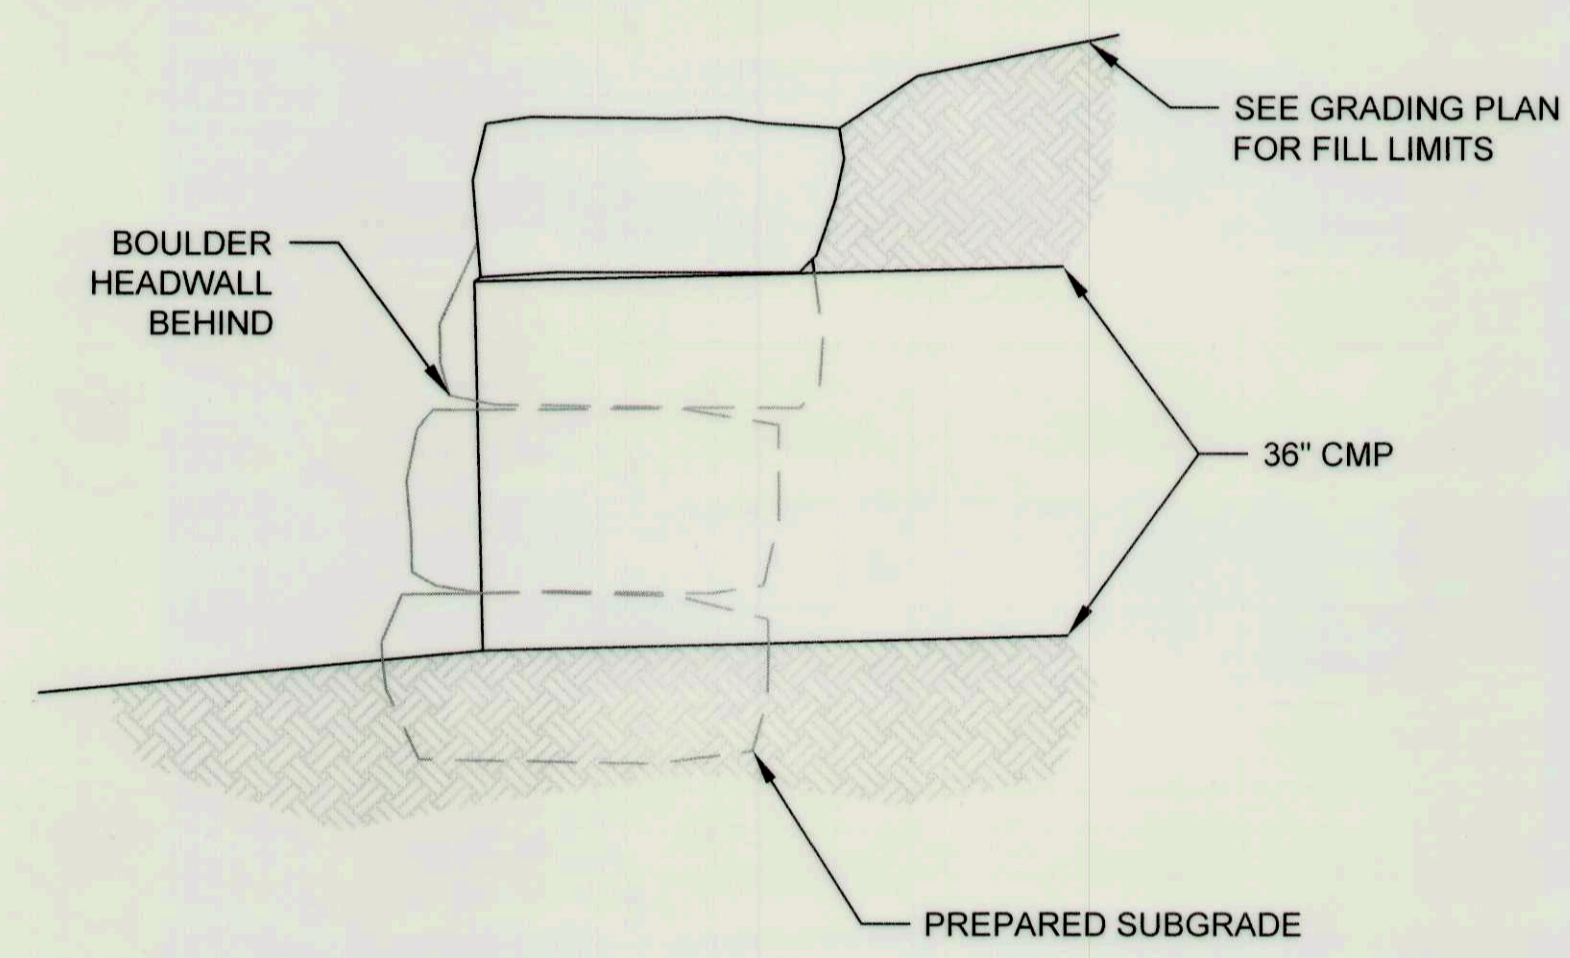 SEE GRADING PLAN
FOR FILL LIMITS
BOULDER
HEADWALL
BEHIND
36" CMP
PREPARED SUBGRADE